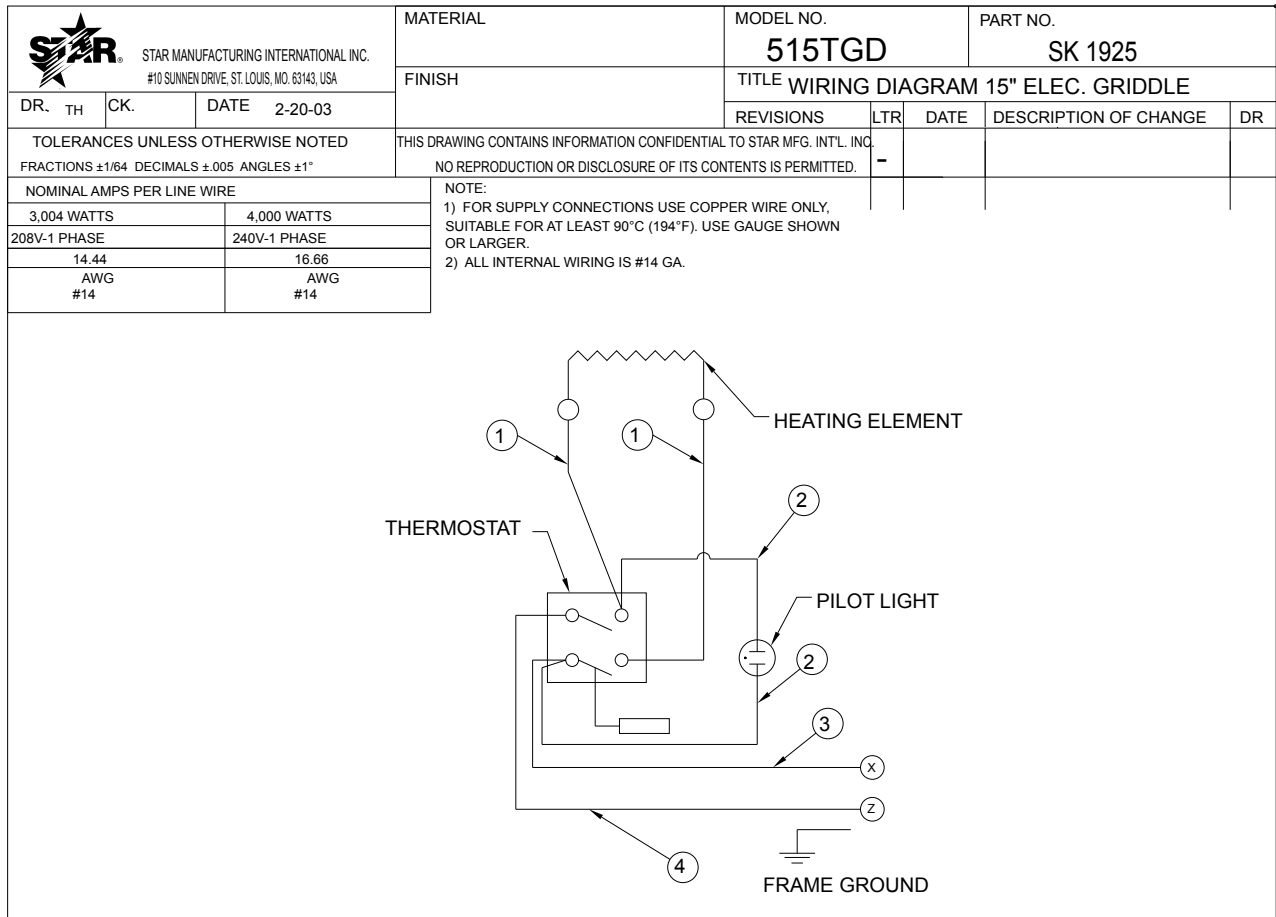 STAR®
STAR MANUFACTURING INTERNATIONAL INC.
#10 SUNNEN DRIVE, ST. LOUIS, MO. 63143, USA
DR. TH
CK.
DATE 2-20-03
MATERIAL
FINISH
MODEL NO.
515TGD
PART NO.
SK 1925
TITLE WIRING DIAGRAM 15" ELEC. GRIDDLE
REVISIONS
LTR
DATE
DESCRIPTION OF CHANGE
DR
-
TOLERANCES UNLESS OTHERWISE NOTED
FRACTIONS ±1/64 DECIMALS ±.005 ANGLES ±1°
THIS DRAWING CONTAINS INFORMATION CONFIDENTIAL TO STAR MFG. INT'L. INC.
NO REPRODUCTION OR DISCLOSURE OF ITS CONTENTS IS PERMITTED.
NOMINAL AMPS PER LINE WIRE
3,004 WATTS
4,000 WATTS
208V-1 PHASE
240V-1 PHASE
14.44
16.66
AWG
#14
AWG
#14
NOTE:
1) FOR SUPPLY CONNECTIONS USE COPPER WIRE ONLY,
SUITABLE FOR AT LEAST 90°C (194°F). USE GAUGE SHOWN
OR LARGER.
2) ALL INTERNAL WIRING IS #14 GA.
HEATING ELEMENT
1
1
2
THERMOSTAT
PILOT LIGHT
2
3
X
Z
4
FRAME GROUND